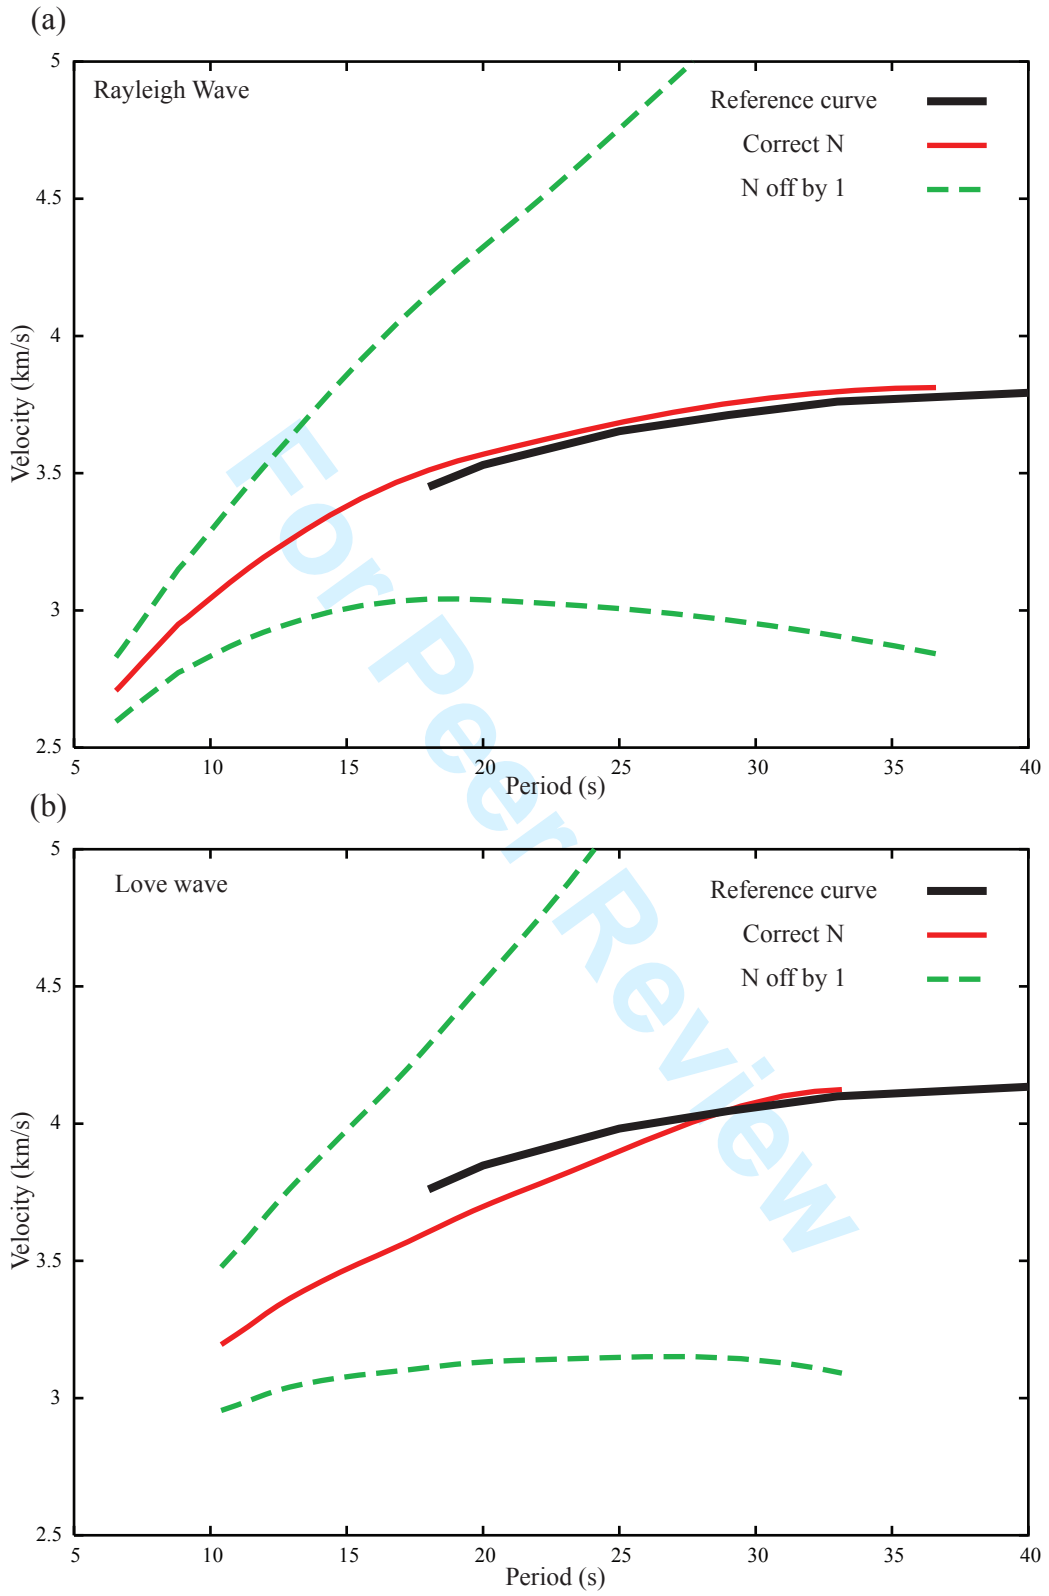 (a)
5
Rayleigh Wave
Reference curve
Correct N
N off by 1
4.5
4
Velocity (km/s)
3.5
3
2.5
5 10 15 20 25 30 35 40
Period (s)
For Peer Review
(b)
5
Love wave
Reference curve
Correct N
N off by 1
4.5
4
Velocity (km/s)
3.5
3
2.5
5 10 15 20 25 30 35 40
Period (s)